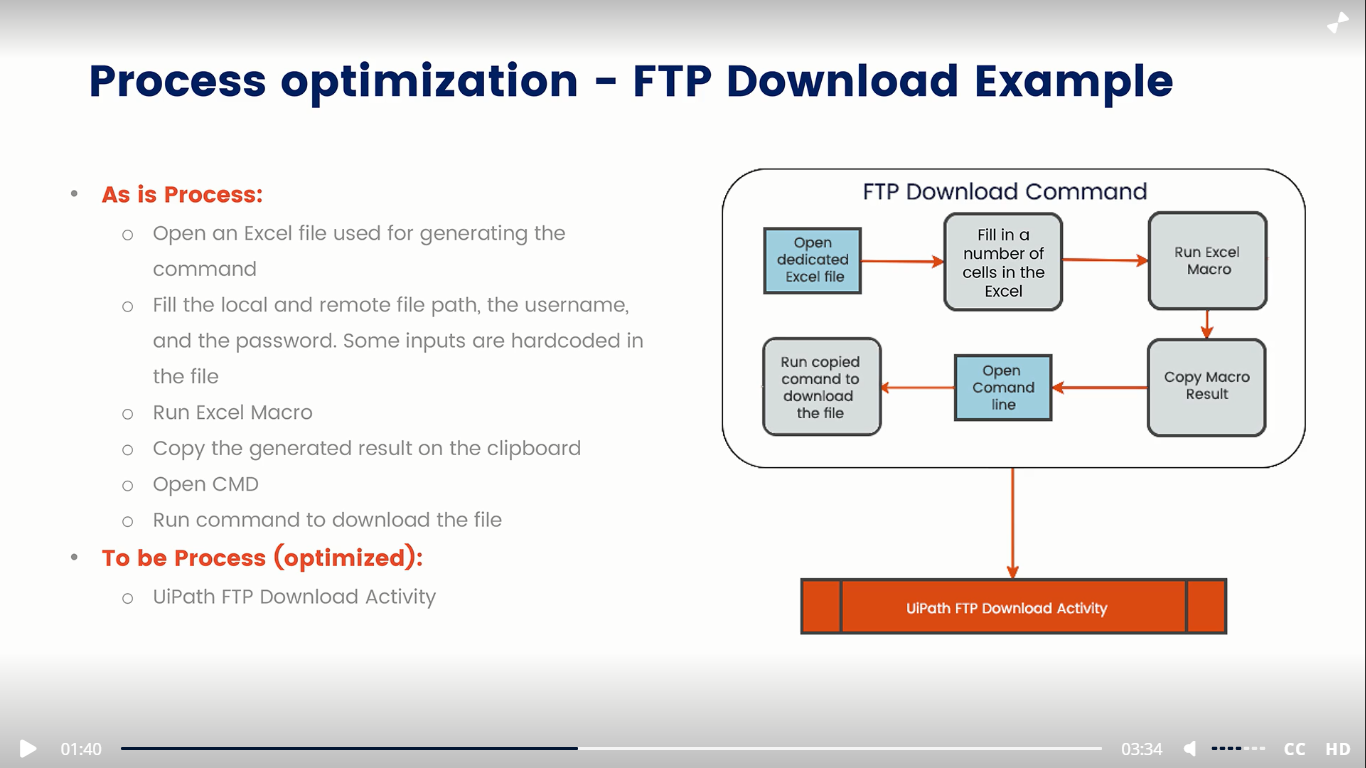 Process optimization - FTP Download Example
• As is Process:
○ Open an Excel file used for generating the
command
○ Fill the local and remote file path, the username,
and the password. Some inputs are hardcoded in
the file
○ Run Excel Macro
○ Copy the generated result on the clipboard
○ Open CMD
○ Run command to download the file
• To be Process (optimized):
○ UiPath FTP Download Activity
FTP Download Command
Open
dedicated
Excel file
Fill in a
number of
cells in the
Excel
Run Excel
Macro
Copy Macro
Result
Open
Comand
line
Run copied
comand to
download
the file
UiPath FTP Download Activity
01:40
03:34
CC
HD